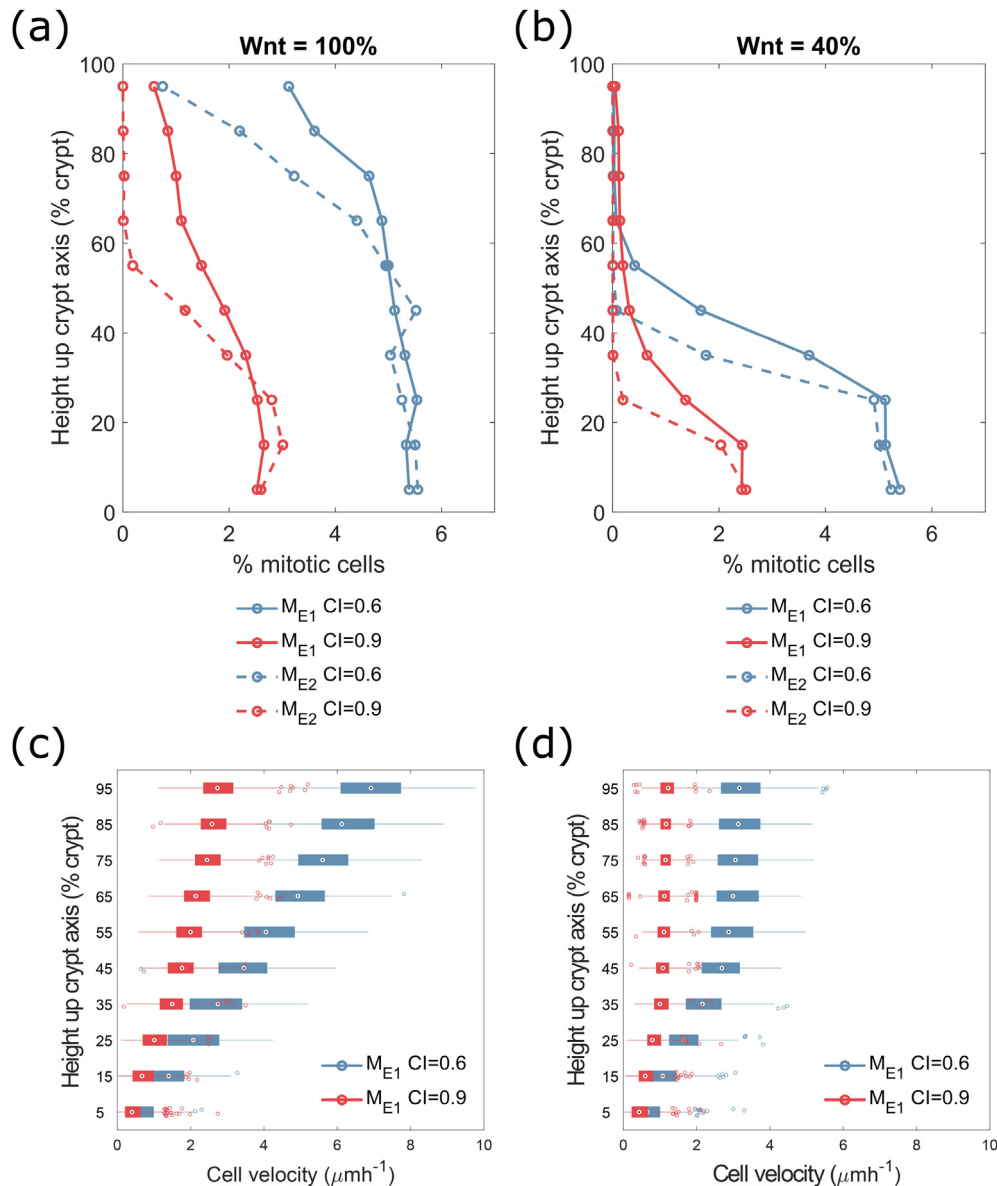 (a)
Wnt = 100%
100
80
60
40
20
0
Height up crypt axis (% crypt)
0
2
4
6
% mitotic cells
(b)
Wnt = 40%
100
80
60
40
20
0
Height up crypt axis (% crypt)
0
2
4
6
% mitotic cells
M_E1 CI=0.6
M_E1 CI=0.9
M_E2 CI=0.6
M_E2 CI=0.9
M_E1 CI=0.6
M_E1 CI=0.9
M_E2 CI=0.6
M_E2 CI=0.9
(c)
95
85
75
65
55
45
35
25
15
5
Height up crypt axis (% crypt)
M_E1 CI=0.6
M_E1 CI=0.9
0
2
4
6
8
10
Cell velocity (μmh⁻¹)
(d)
95
85
75
65
55
45
35
25
15
5
Height up crypt axis (% crypt)
M_E1 CI=0.6
M_E1 CI=0.9
0
2
4
6
8
10
Cell velocity (μmh⁻¹)